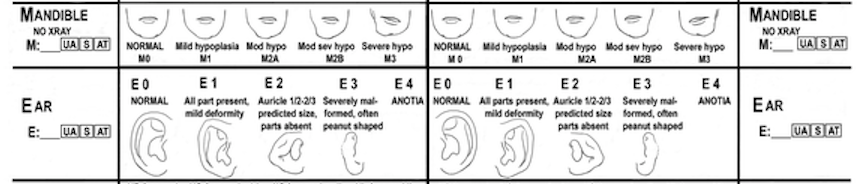 MANDIBLE
NO XRAY
M:___ UA S AT
NORMAL Mild hypoplasia Mod hypo Mod sev hypo Severe hypo
M0 M1 M2A M2B M3
NORMAL Mild hypoplasia Mod hypo Mod sev hypo Severe hypo
M 0 M1 M2A M2B M3
MANDIBLE
NO XRAY
M:___ UA S AT
EAR
E:___ UA S AT
E 0 E 1 E 2 E 3 E 4
NORMAL All part present, Auricle 1/2-2/3 Severely mal- ANOTIA
mild deformity predicted size, formed, often
parts absent peanut shaped
E 0 E 1 E 2 E 3 E 4
NORMAL All parts present, Auricle 1/2-2/3 Severely mal- ANOTIA
mild deformity predicted size, formed, often
parts absent peanut shaped
EAR
E:___ UA S AT